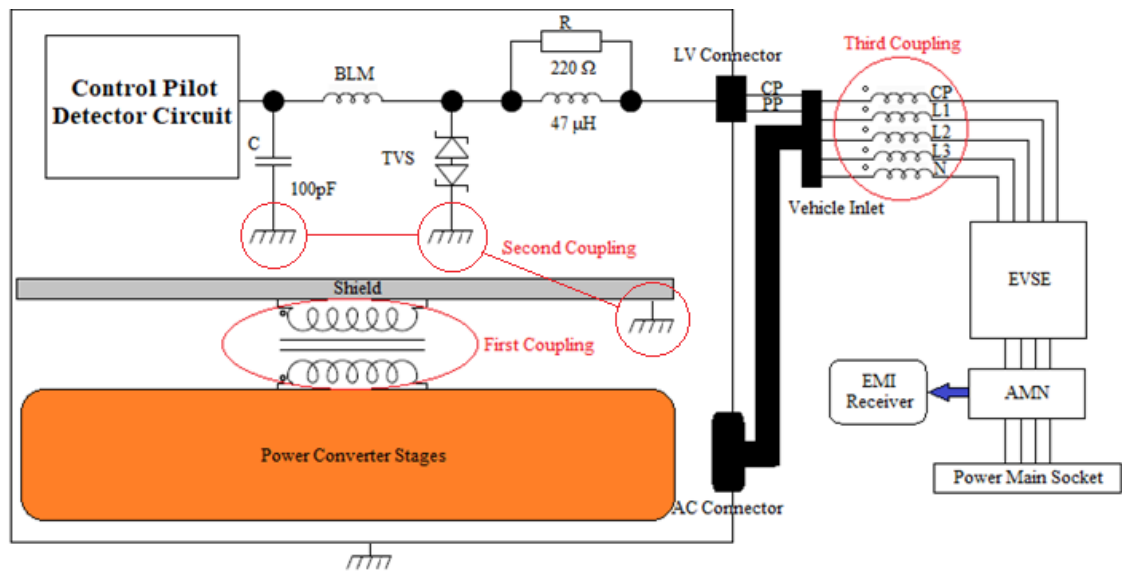 Control Pilot
Detector Circuit
C
100pF
BLM
TVS
R
220 Ω
47 μH
LV Connector
CP
PP
Vehicle Inlet
Third Coupling
CP
L1
L2
L3
N
Second Coupling
Shield
First Coupling
Power Converter Stages
AC Connector
EVSE
EMI
Receiver
AMN
Power Main Socket